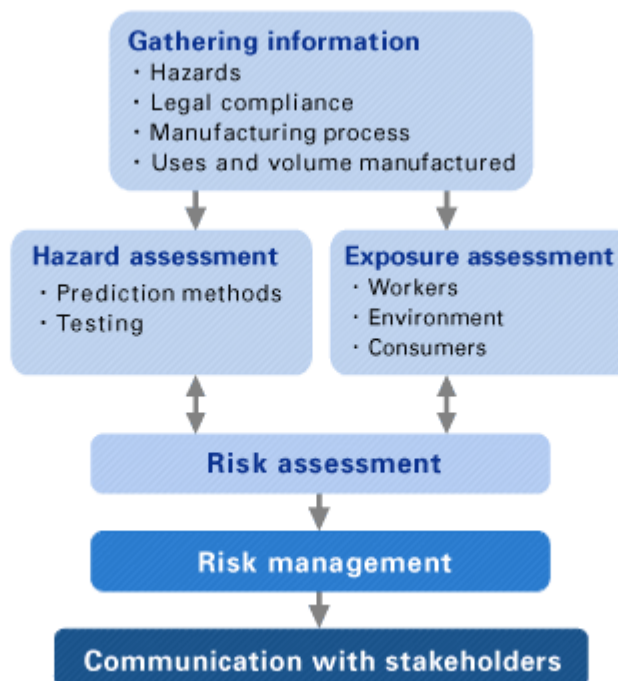 Gathering information
・Hazards
・Legal compliance
・Manufacturing process
・Uses and volume manufactured
Hazard assessment
・Prediction methods
・Testing
Exposure assessment
・Workers
・Environment
・Consumers
Risk assessment
Risk management
Communication with stakeholders